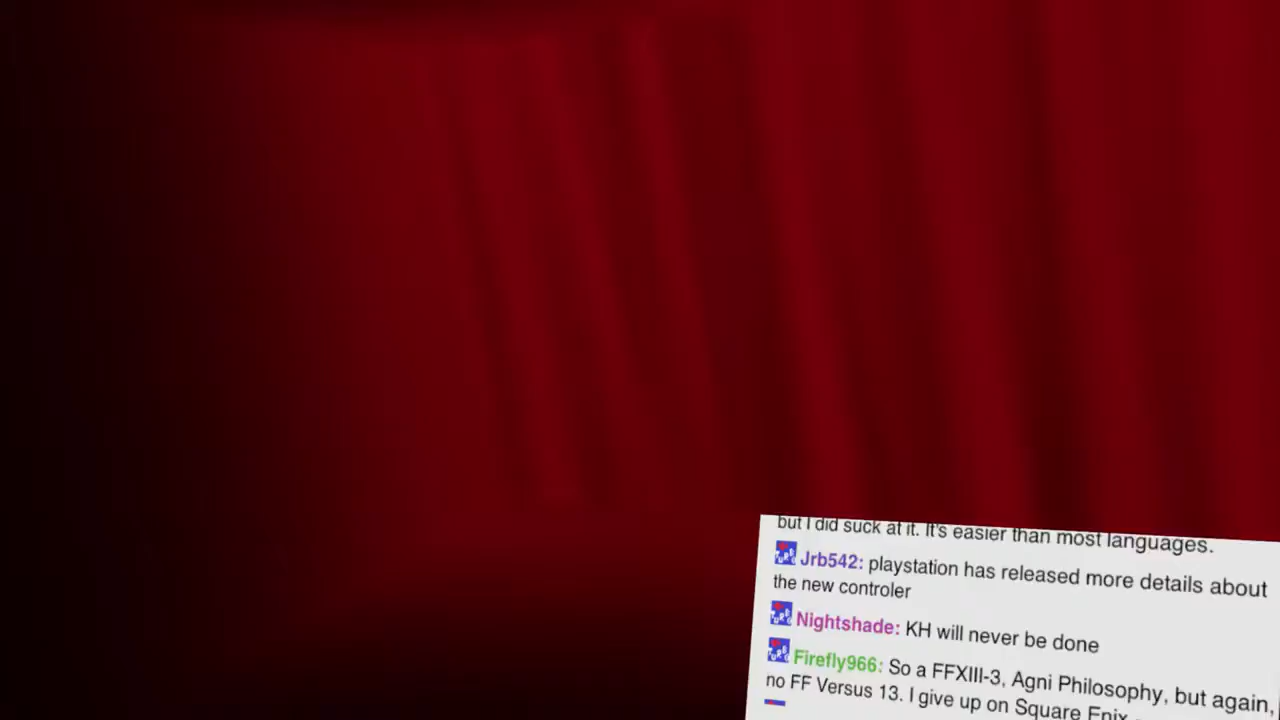 but I did suck at it. It's easier than most languages.
Jrb542: playstation has released more details about
the new controler
Nightshade: KH will never be done
Firefly966: So a FFXIII-3, Agni Philosophy, but again,
no FF Versus 13. I give up on Square Enix